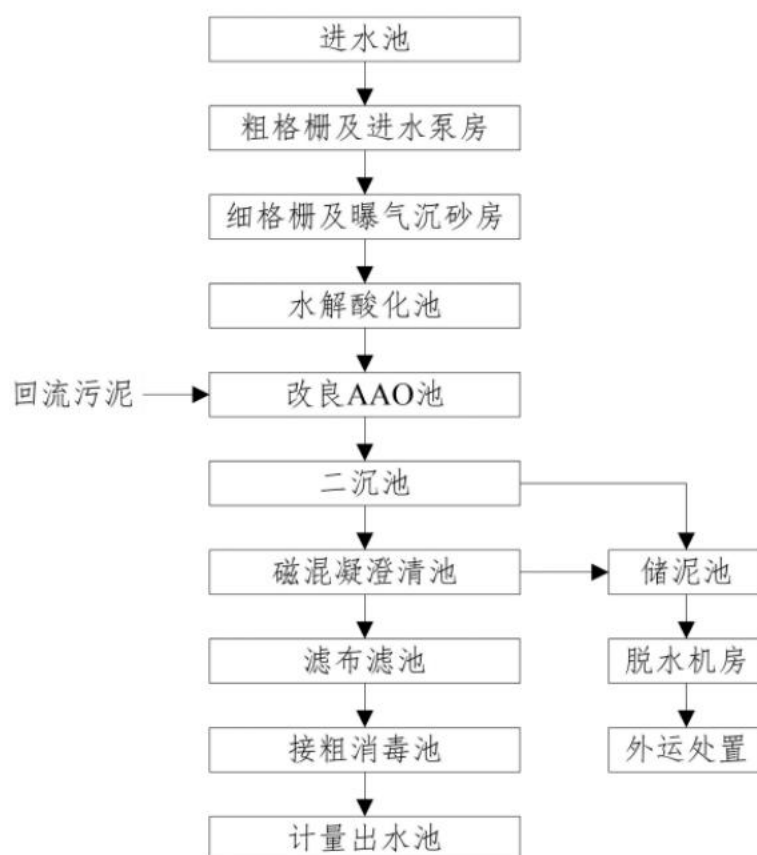 进水池
粗格栅及进水泵房
细格栅及曝气沉砂房
水解酸化池
回流污泥
改良AAO池
二沉池
磁混凝澄清池
储泥池
滤布滤池
脱水机房
接粗消毒池
外运处置
计量出水池